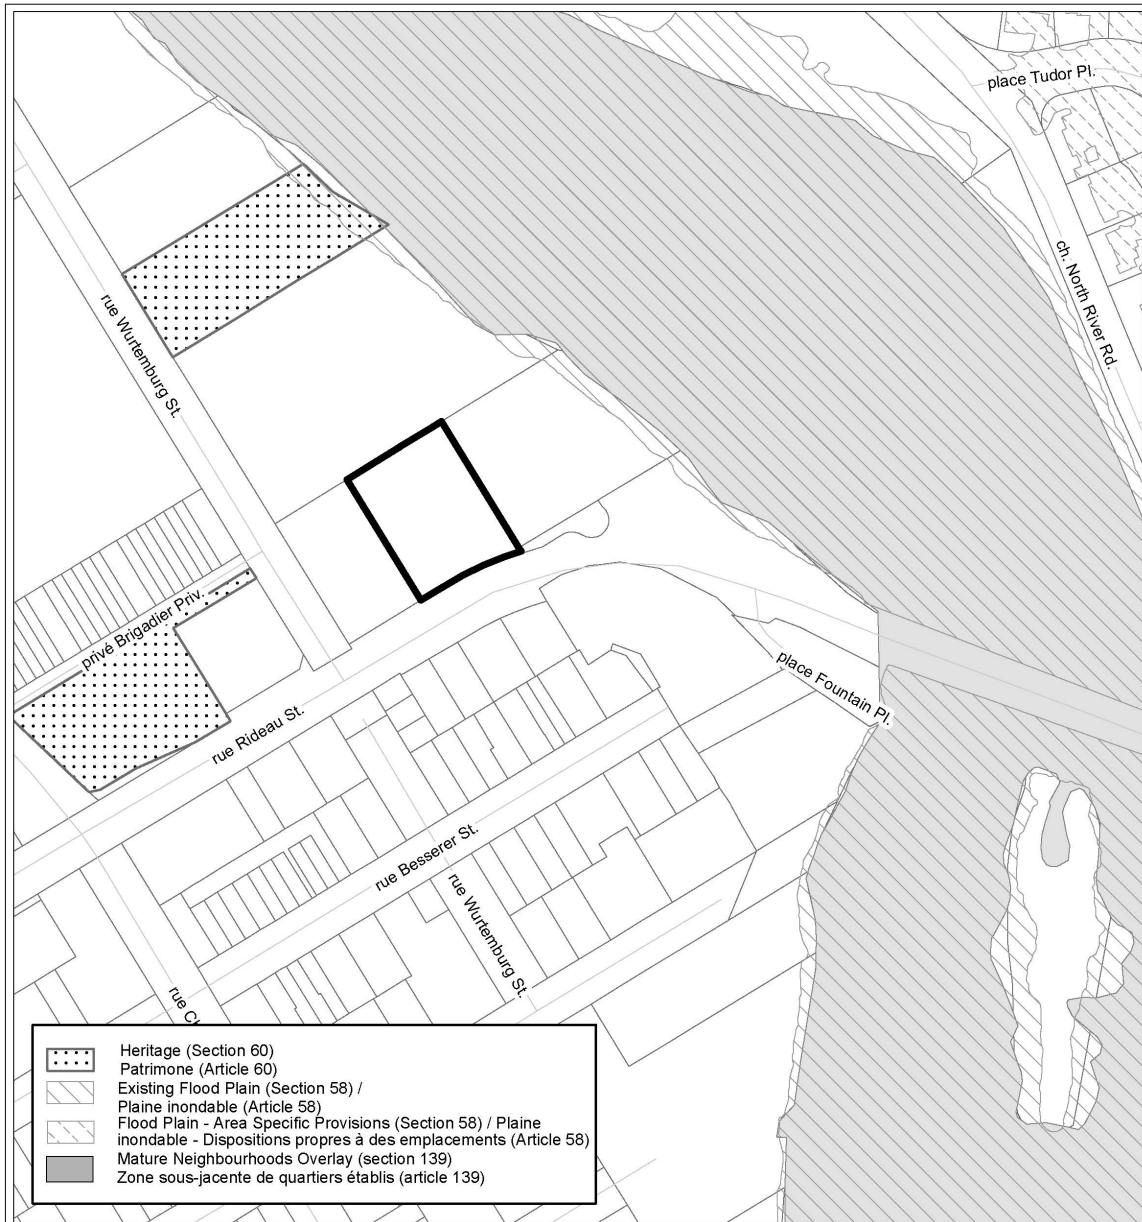 place Tudor Pl.
ch. North River Rd.
rue Wurtemburg St.
privé Brigadier Priv.
place Fountain Pl.
rue Rideau St.
rue Besserer St.
rue Wurtemburg St.
Heritage (Section 60)
Patrimone (Article 60)
Existing Flood Plain (Section 58) /
Plaine inondable (Article 58)
Flood Plain - Area Specific Provisions (Section 58) / Plaine
inondable - Dispositions propres à des emplacements (Article 58)
Mature Neighbourhoods Overlay (section 139)
Zone sous-jacente de quartiers établis (article 139)
rue